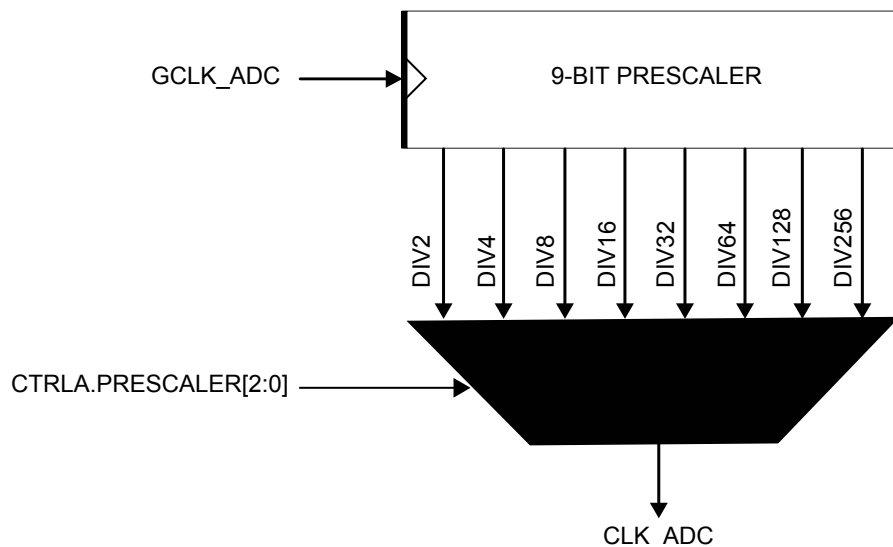 GCLK_ADC
9-BIT PRESCALER
DIV2
DIV4
DIV8
DIV16
DIV32
DIV64
DIV128
DIV256
CTRLA.PRESCALER[2:0]
CLK_ADC